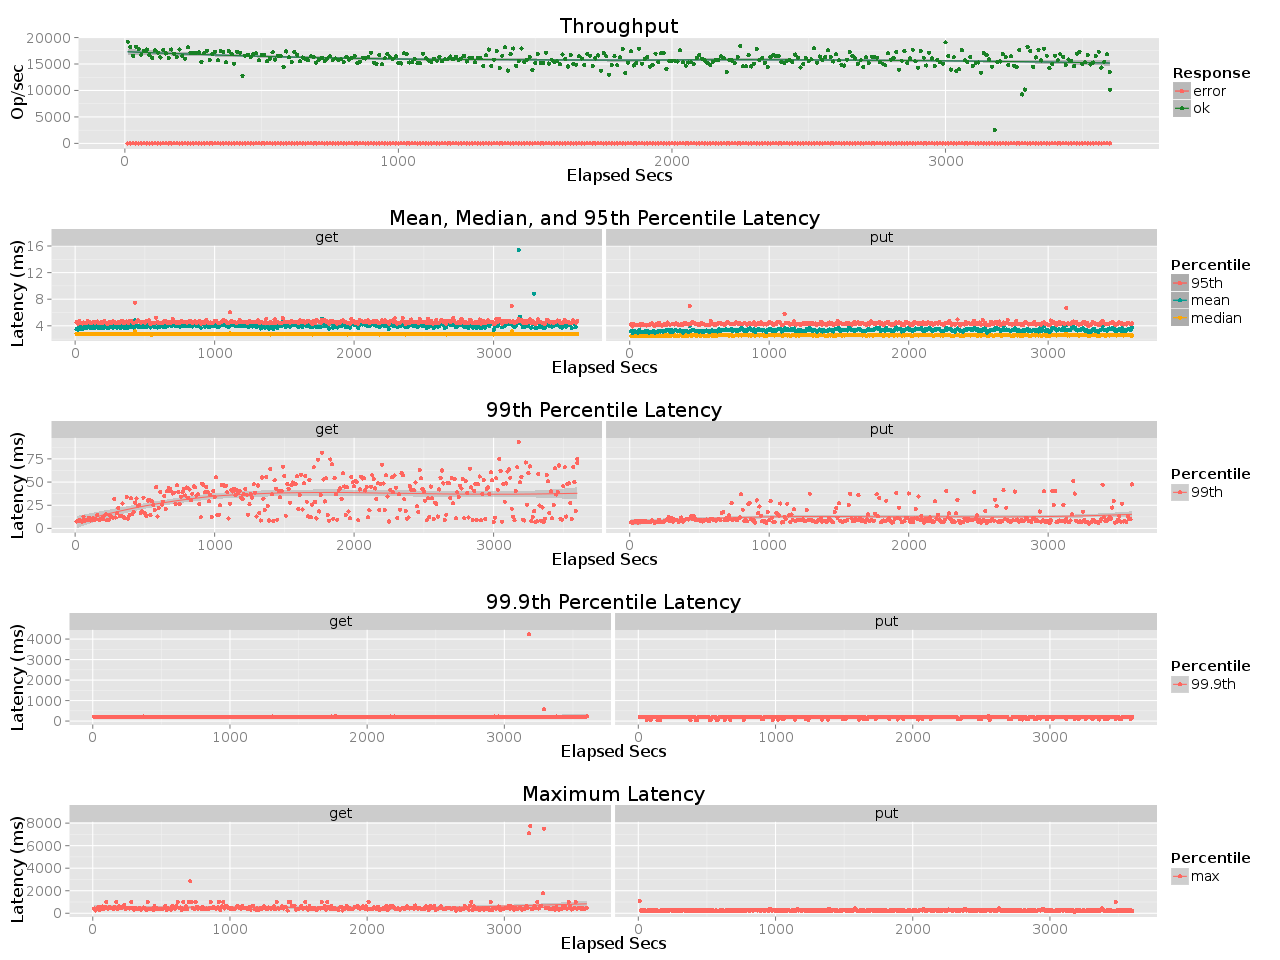 Throughput
Op/sec
20000
15000
10000
5000
0
0 1000 2000 3000
Elapsed Secs
Response
error
ok
Mean, Median, and 95th Percentile Latency
get put
Latency (ms)
16
12
8
4
0 1000 2000 3000 0 1000 2000 3000
Elapsed Secs
Percentile
95th
mean
median
99th Percentile Latency
get put
Latency (ms)
75
50
25
0
0 1000 2000 3000 0 1000 2000 3000
Elapsed Secs
Percentile
99th
99.9th Percentile Latency
get put
Latency (ms)
4000
3000
2000
1000
0
0 1000 2000 3000 0 1000 2000 3000
Elapsed Secs
Percentile
99.9th
Maximum Latency
get put
Latency (ms)
8000
6000
4000
2000
0
0 1000 2000 3000 0 1000 2000 3000
Elapsed Secs
Percentile
max